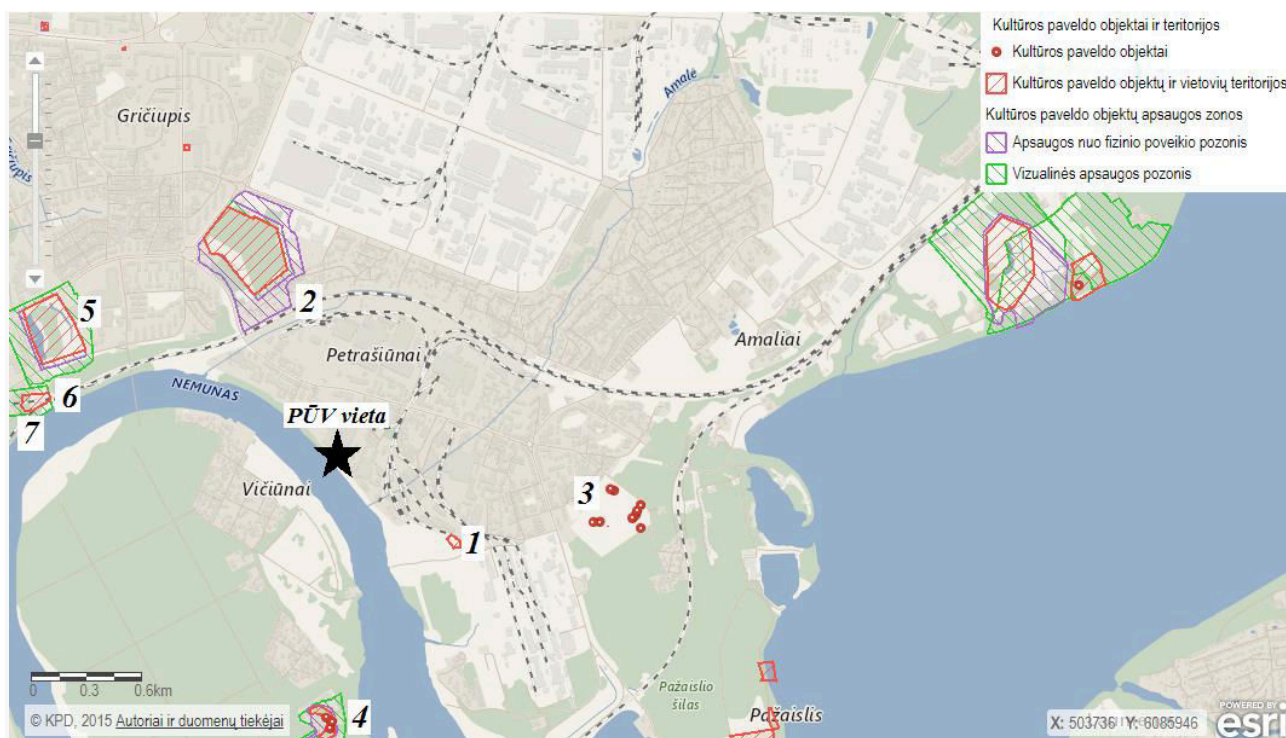 Kultūros paveldo objektai ir teritorijos
Kultūros paveldo objektai
Kultūros paveldo objektų ir vietovių teritorijos
Kultūros paveldo objektų apsaugos zonos
Apsaugos nuo fizinio poveikio pozonis
Vizualinės apsaugos pozonis
Amalė
Gričiupis
5
2
Petrašiūnai
Amaliai
NEMUNAS
6
7
PŪV vieta
Vičiūnai
3
1
0 0.3 0.6km
Pažaislio
šilas
Pažaislis
4
© KPD, 2015 Autoriai ir duomenų tiekėjai
X: 503736 Y: 6085946
POWERED BY
esri